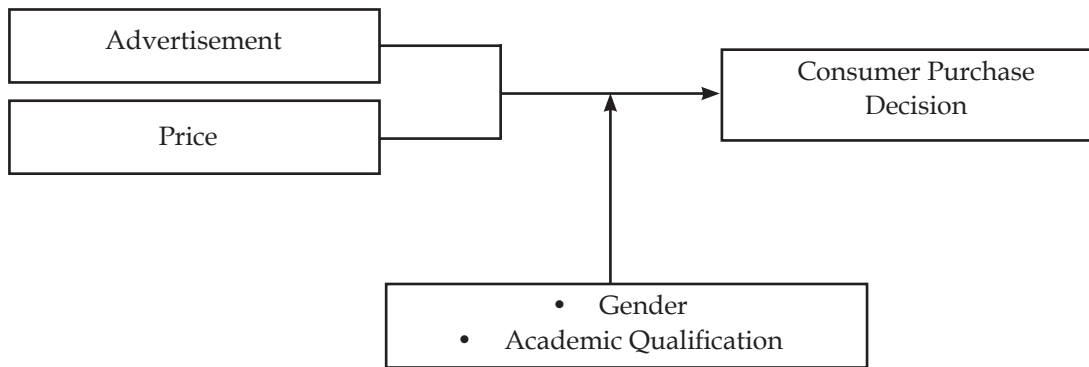 Advertisement
Price
Consumer Purchase
Decision
• Gender
• Academic Qualification